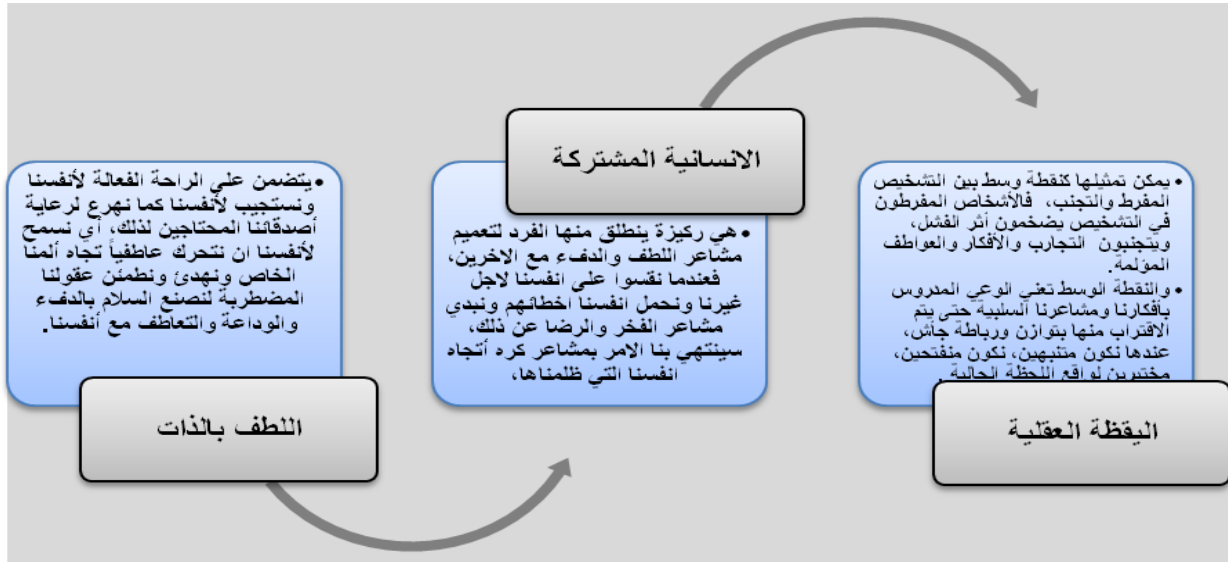 • يتضمن على الراحة الفعالة لأنفسنا
ونستجيب لأنفسنا كما نهرع لرعاية
أصدقائنا المحتاجين لذلك، أي نسمح
لأنفسنا ان نتحرك عاطفياً تجاه ألمنا
الخاص ونهدئ ونطمئن عقولنا
المضطربة لنصنع السلام بالدفء
والوداعة والتعاطف مع أنفسنا.
اللطف بالذات
الانسانية المشتركة
• هي ركيزة ينطلق منها الفرد لتعميم
مشاعر اللطف والدفء مع الاخرين،
فعندما نقسوا على انفسنا لاجل
غيرنا ونحمل انفسنا اخطائهم ونبدي
مشاعر الفخر والرضا عن ذلك،
سينتهي بنا الامر بمشاعر كره أتجاه
انفسنا التي ظلمناها،
• يمكن تمثيلها كنقطة وسط بين التشخيص
المفرط والتجنب، فالأشخاص المفرطون
في التشخيص يضخمون أثر الفشل،
ويتجنبون التجارب والأفكار والعواطف
المؤلمة.
• والنقطة الوسط تعني الوعي المدروس
بأفكارنا ومشاعرنا السلبية حتى يتم
الاقتراب منها بتوازن ورباطة جأش،
عندها نكون متنبهين، نكون منفتحين،
مختبرين لواقع اللحظة الحالية.
اليقظة العقلية